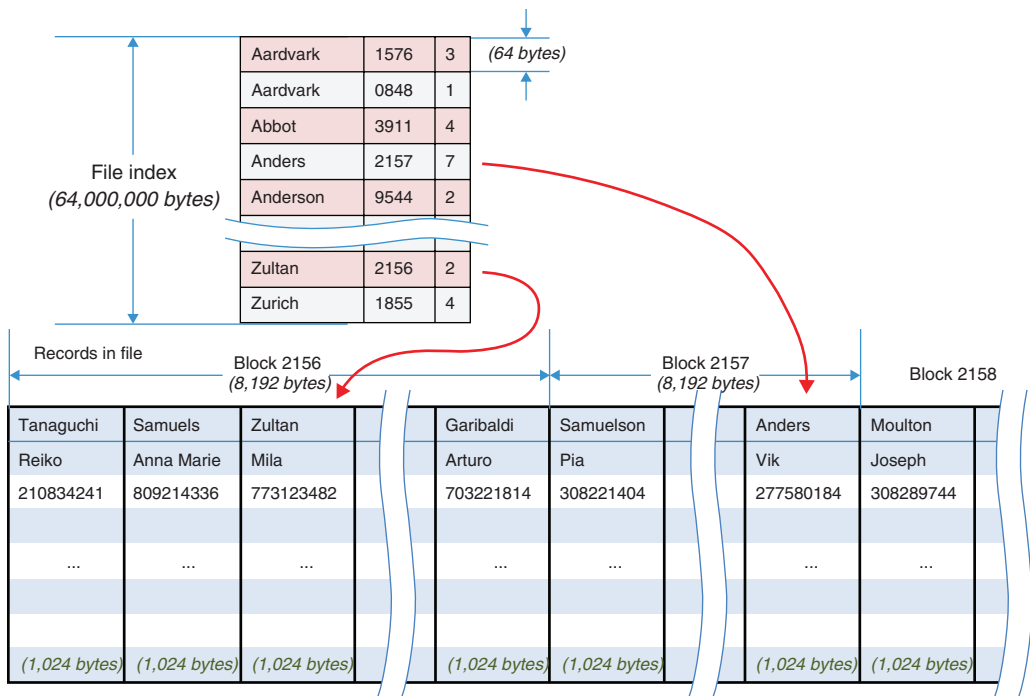 Aardvark 1576 3
(64 bytes)
Aardvark 0848 1
Abbot 3911 4
Anders 2157 7
Anderson 9544 2
File index
(64,000,000 bytes)
Zultan 2156 2
Zurich 1855 4
Records in file
Block 2156
(8,192 bytes)
Block 2157
(8,192 bytes)
Block 2158
Tanaguchi Samuels Zultan Garibaldi Samuelson Anders Moulton
Reiko Anna Marie Mila Arturo Pia Vik Joseph
210834241 809214336 773123482 703221814 308221404 277580184 308289744
... ... ... ... ... ... ...
(1,024 bytes) (1,024 bytes) (1,024 bytes) (1,024 bytes) (1,024 bytes) (1,024 bytes) (1,024 bytes)